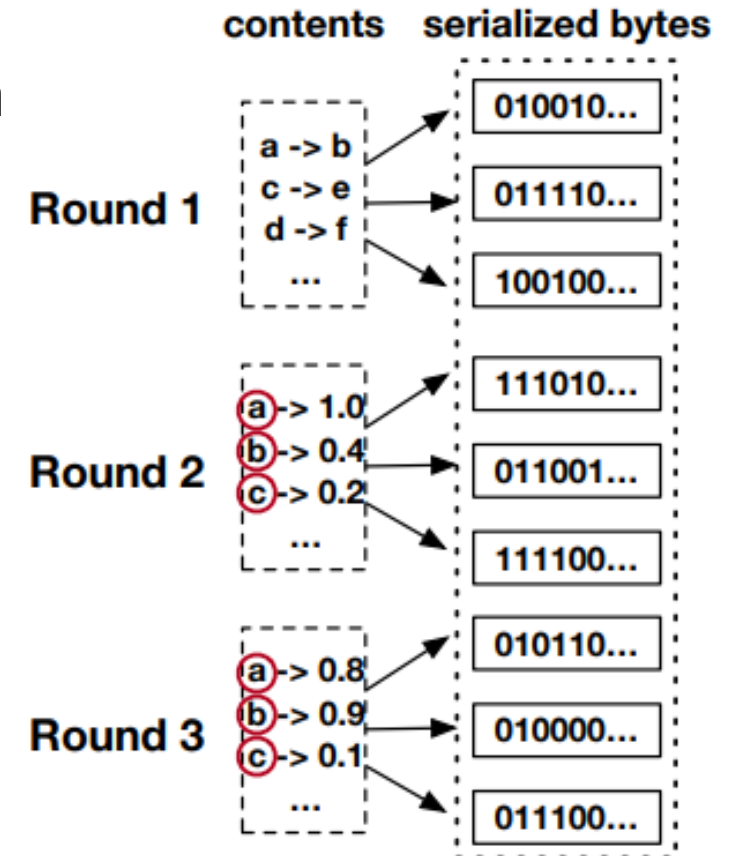 contents serialized bytes
Round 1
a -> b
c -> e
d -> f
...
010010...
011110...
100100...
Round 2
a -> 1.0
b -> 0.4
c -> 0.2
...
111010...
011001...
111100...
Round 3
a -> 0.8
b -> 0.9
c -> 0.1
...
010110...
010000...
011100...